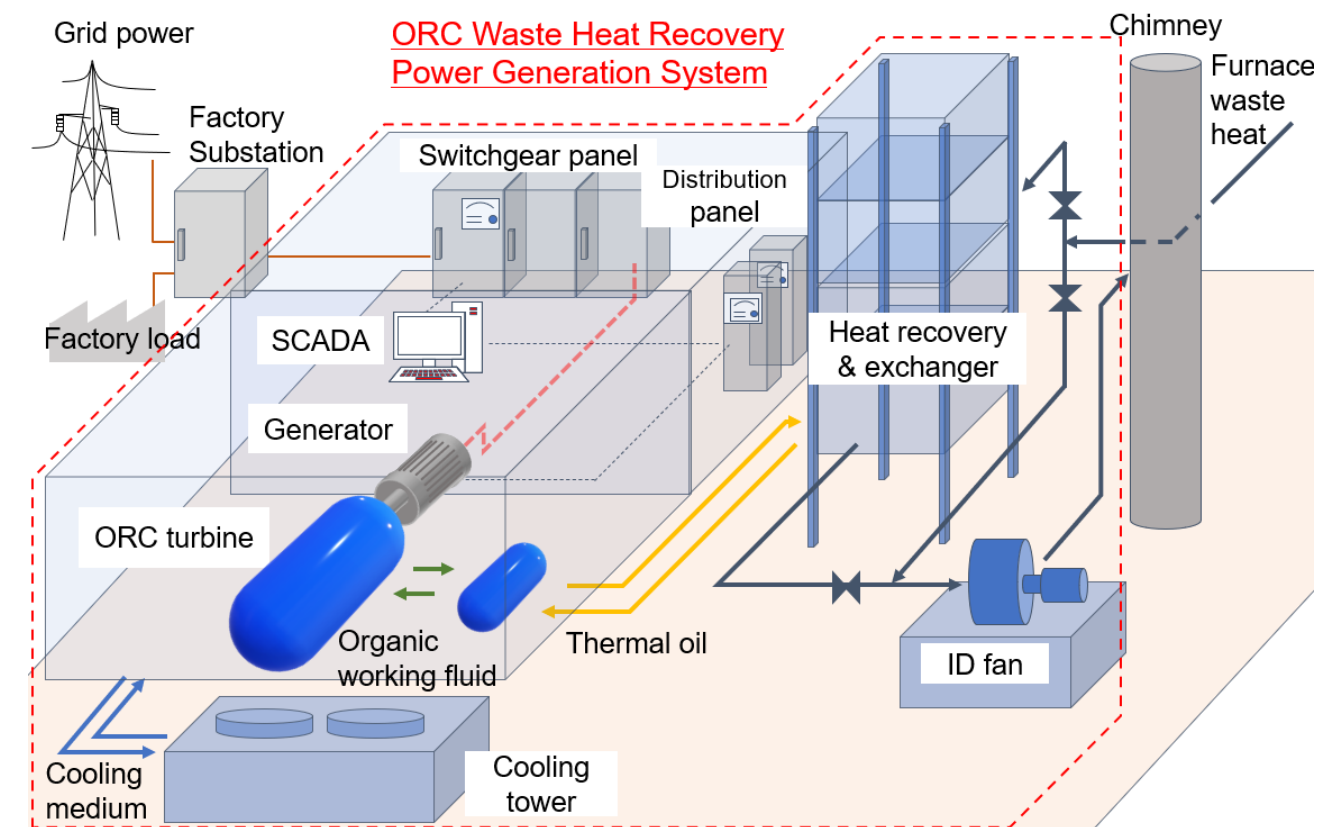 Grid power
ORC Waste Heat Recovery
Power Generation System
Chimney
Furnace
waste
heat
Factory
Substation
Switchgear panel
Distribution
panel
Factory load
SCADA
Heat recovery
& exchanger
Generator
ORC turbine
Organic
working fluid
Thermal oil
ID fan
Cooling
medium
Cooling
tower